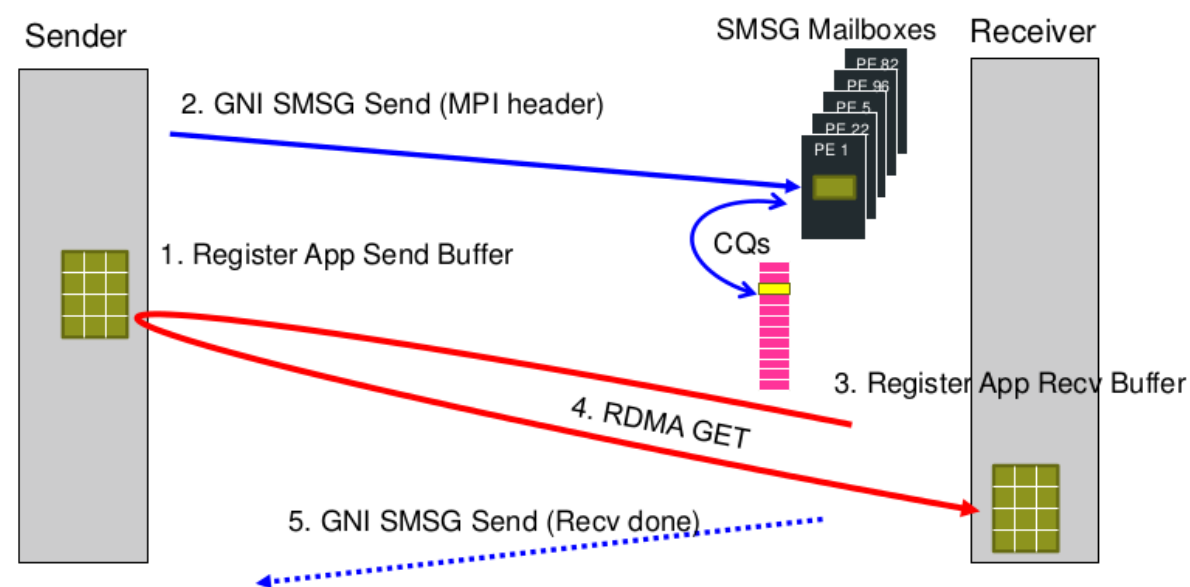 Sender
SMSG Mailboxes
Receiver
PE 82
PE 96
PE 5
PE 22
PE 1
2. GNI SMSG Send (MPI header)
CQs
1. Register App Send Buffer
3. Register App Recv Buffer
4. RDMA GET
5. GNI SMSG Send (Recv done)